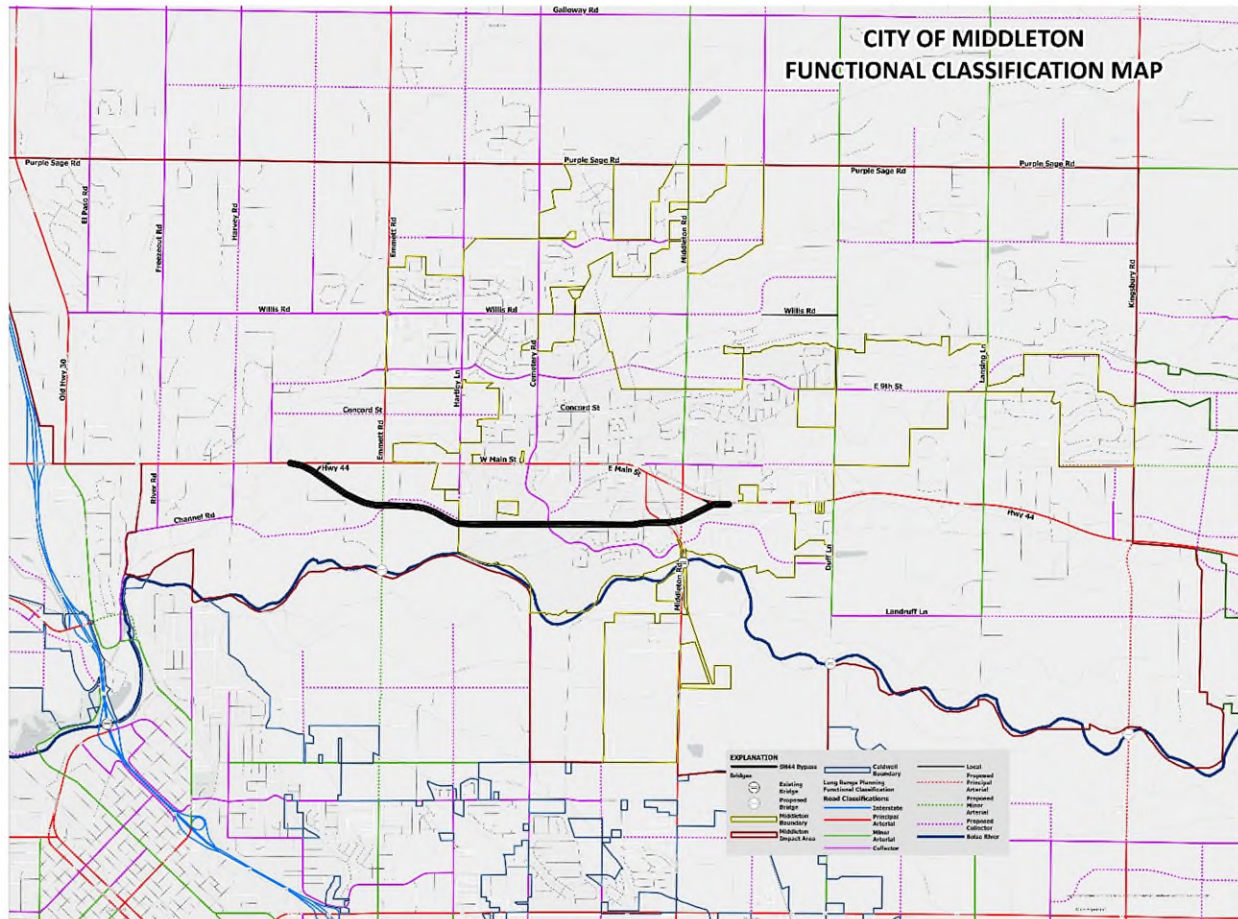 Galloway Rd
CITY OF MIDDLETON
FUNCTIONAL CLASSIFICATION MAP
Purple Sage Rd
Purple Sage Rd
Purple Sage Rd
Purple Sage Rd
El Paso Rd
Freezeout Rd
Harvey Rd
Emmett Rd
Middleton Rd
Kingsbury Rd
Willis Rd
Willis Rd
Willis Rd
Old Hwy 30
Hartley Ln
Cemetery Rd
Lansing Ln
E 9th St
Concord St
Concord St
Emmett Rd
W Main St
E Main St
Hwy 44
River Rd
Channel Rd
Hwy 44
Duff Ln
Middleton Rd
Landruff Ln
EXPLANATION
SH44 Bypass
Bridges
Existing
Bridge
Proposed
Bridge
Middleton
Boundary
Middleton
Impact Area
Caldwell
Boundary
Long Range Planning
Functional Classification
Road Classifications
Interstate
Principal
Arterial
Minor
Arterial
Collector
Local
Proposed
Principal
Arterial
Proposed
Minor
Arterial
Proposed
Collector
Boise River